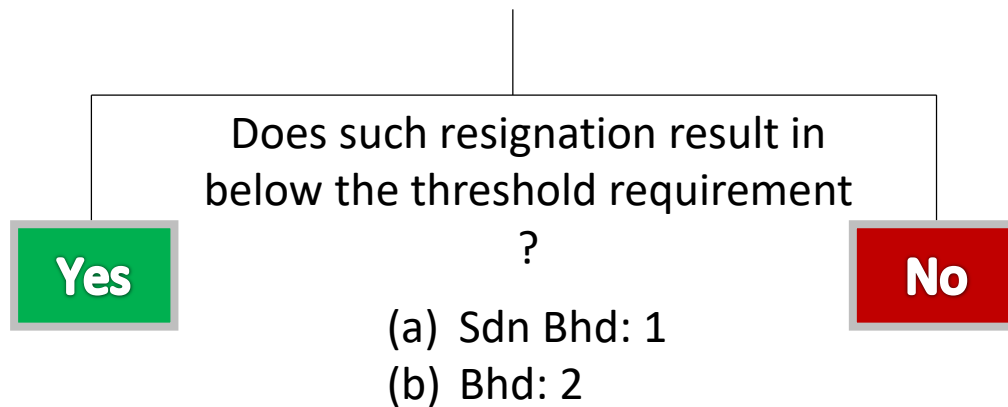 Does such resignation result in
below the threshold requirement
?
Yes
No
(a) Sdn Bhd: 1
(b) Bhd: 2